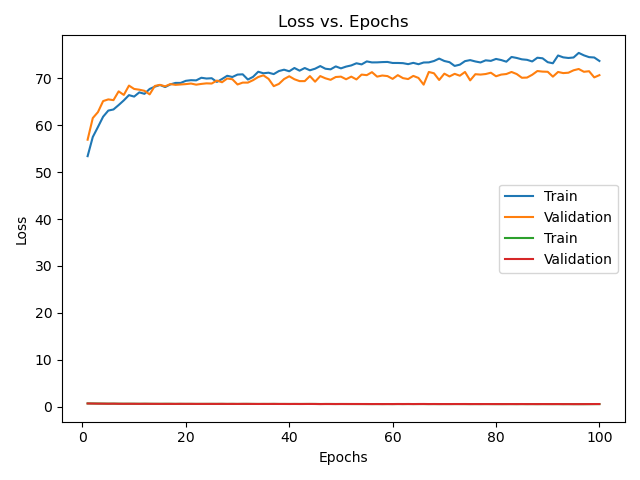 Loss vs. Epochs
70
60
50
40
30
20
10
0
Loss
Train
Validation
Train
Validation
0 20 40 60 80 100
Epochs